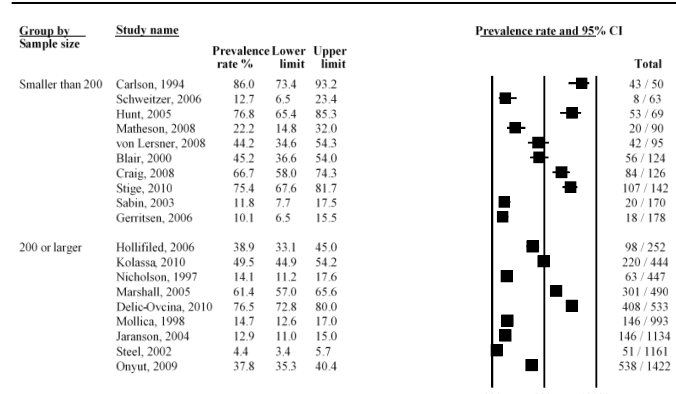 Group by Study name Prevalence rate and 95% CI
Sample size
Prevalence Lower Upper
rate % limit limit Total
Smaller than 200 Carlson, 1994 86.0 73.4 93.2 43 / 50
Schweitzer, 2006 12.7 6.5 23.4 8 / 63
Hunt, 2005 76.8 65.4 85.3 53 / 69
Matheson, 2008 22.2 14.8 32.0 20 / 90
von Lersner, 2008 44.2 34.6 54.3 42 / 95
Blair, 2000 45.2 36.6 54.0 56 / 124
Craig, 2008 66.7 58.0 74.3 84 / 126
Stige, 2010 75.4 67.6 81.7 107 / 142
Sabin, 2003 11.8 7.7 17.5 20 / 170
Gerritsen, 2006 10.1 6.5 15.5 18 / 178
200 or larger Hollifiled, 2006 38.9 33.1 45.0 98 / 252
Kolassa, 2010 49.5 44.9 54.2 220 / 444
Nicholson, 1997 14.1 11.2 17.6 63 / 447
Marshall, 2005 61.4 57.0 65.6 301 / 490
Delic-Ovcina, 2010 76.5 72.8 80.0 408 / 533
Mollica, 1998 14.7 12.6 17.0 146 / 993
Jaranson, 2004 12.9 11.0 15.0 146 / 1134
Steel, 2002 4.4 3.4 5.7 51 / 1161
Onyut, 2009 37.8 35.3 40.4 538 / 1422